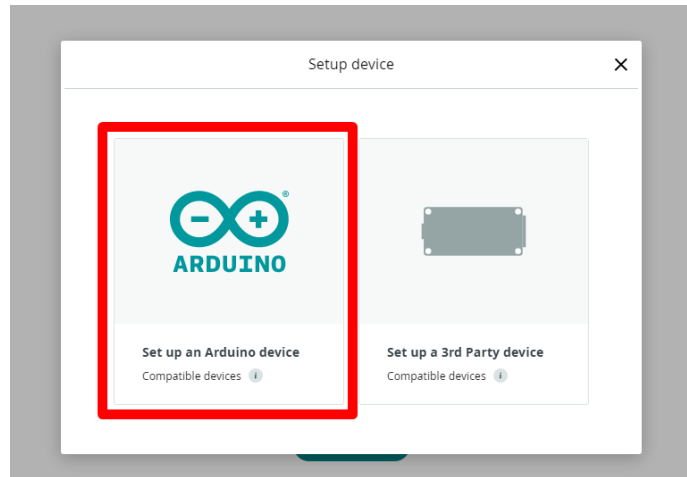 Setup device
ARDUINO
®
Set up an Arduino device
Compatible devices i
Set up a 3rd Party device
Compatible devices i